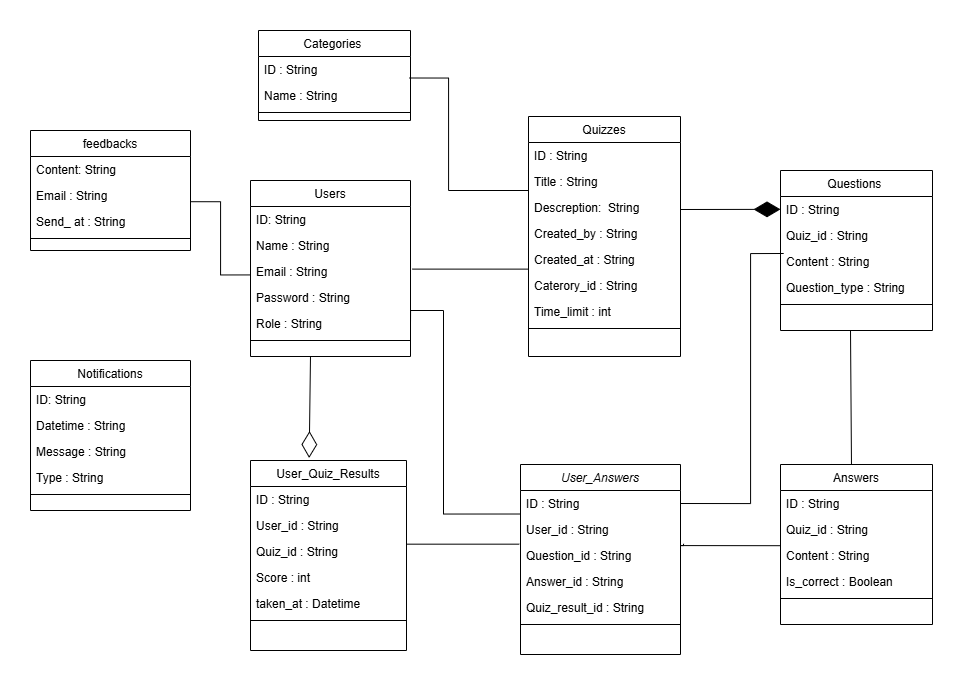 Categories
ID : String
Name : String
feedbacks
Content: String
Email : String
Send_ at : String
Users
ID: String
Name : String
Email : String
Password : String
Role : String
Quizzes
ID : String
Title : String
Descreption:  String
Created_by : String
Created_at : String
Caterory_id : String
Time_limit : int
Questions
ID : String
Quiz_id : String
Content : String
Question_type : String
Notifications
ID: String
Datetime : String
Message : String
Type : String
User_Quiz_Results
ID : String
User_id : String
Quiz_id : String
Score : int
taken_at : Datetime
User_Answers
ID : String
User_id : String
Question_id : String
Answer_id : String
Quiz_result_id : String
Answers
ID : String
Quiz_id : String
Content : String
Is_correct : Boolean